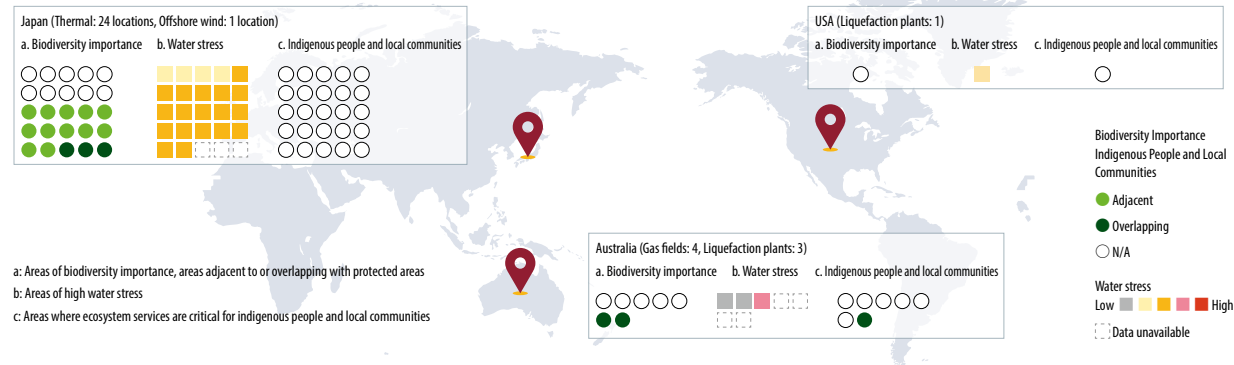 Japan (Thermal: 24 locations, Offshore wind: 1 location)
a. Biodiversity importance
b. Water stress
c. Indigenous people and local communities
USA (Liquefaction plants: 1)
a. Biodiversity importance
b. Water stress
c. Indigenous people and local communities
Biodiversity Importance
Indigenous People and Local
Communities
Adjacent
Overlapping
N/A
Water stress
Low
High
Data unavailable
Australia (Gas fields: 4, Liquefaction plants: 3)
a. Biodiversity importance
b. Water stress
c. Indigenous people and local communities
a: Areas of biodiversity importance, areas adjacent to or overlapping with protected areas
b: Areas of high water stress
c: Areas where ecosystem services are critical for indigenous people and local communities